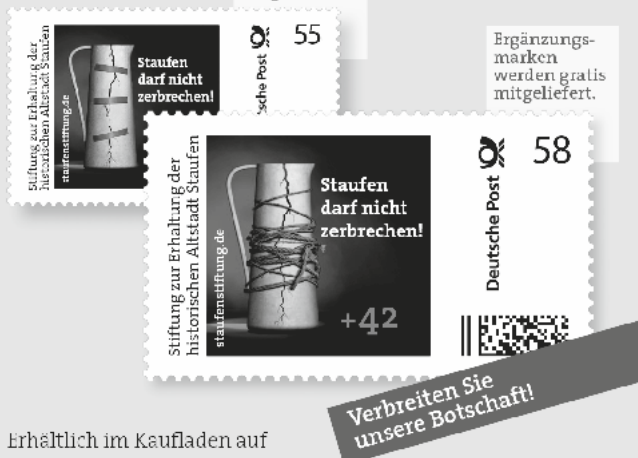 Stiftung zur Erhaltung der
historischen Altstadt Staufen
staufenstiftung.de
Staufen
darf nicht
zerbrechen!
Post
55
Ergänzungs-
marken
werden gratis
mitgeliefert.
Stiftung zur Erhaltung der
historischen Altstadt Staufen
staufenstiftung.de
Staufen
darf nicht
zerbrechen!
+42
Deutsche Post
58
Verbreiten Sie
unsere Botschaft!
Erhältlich im Kaufladen auf